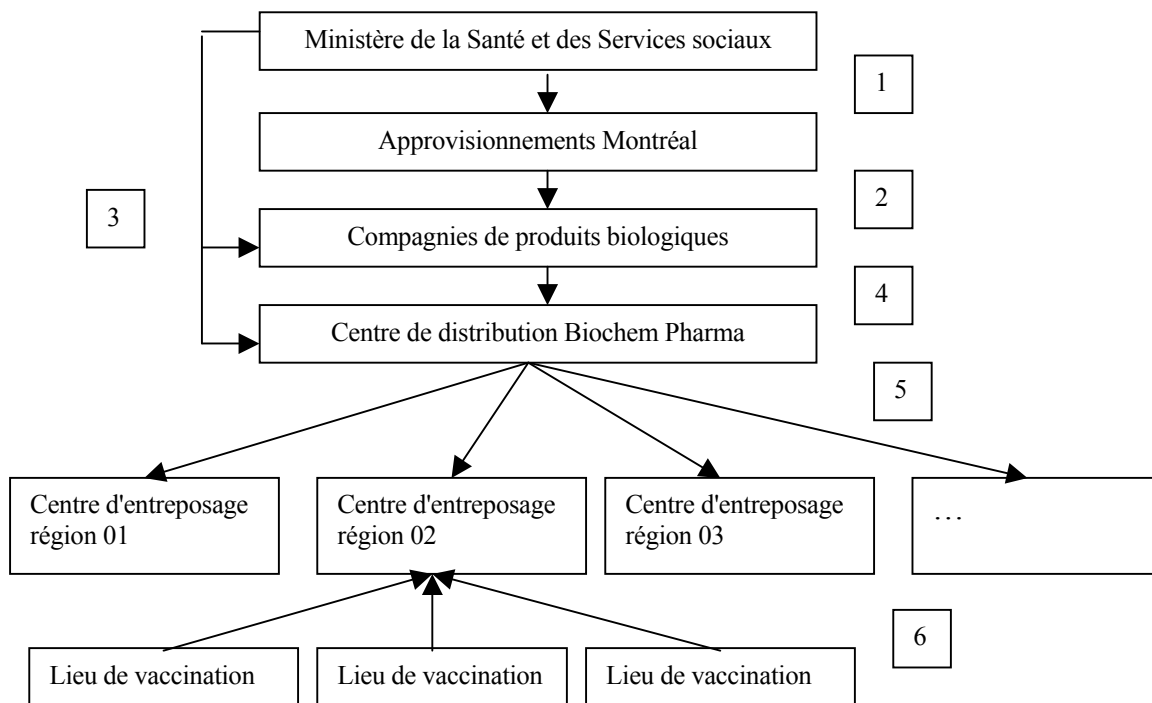 Ministère de la Santé et des Services sociaux
1
Approvisionnements Montréal
2
3
Compagnies de produits biologiques
4
Centre de distribution Biochem Pharma
5
Centre d'entreposage
région 01
Centre d'entreposage
région 02
Centre d'entreposage
région 03
…
6
Lieu de vaccination
Lieu de vaccination
Lieu de vaccination